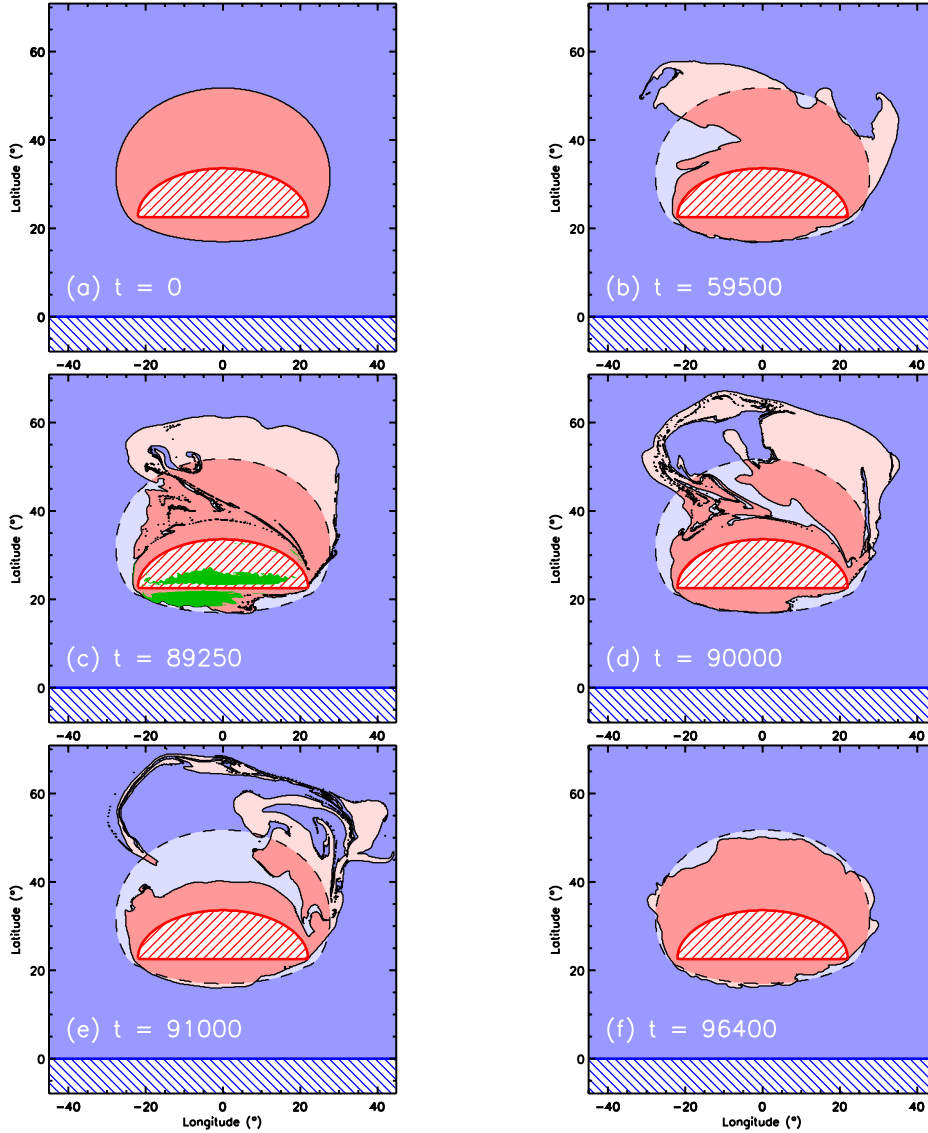 60
40
20
0
Latitude (°)
(a) t = 0
-40 -20 0 20 40
60
40
20
0
Latitude (°)
(b) t = 59500
-40 -20 0 20 40
60
40
20
0
Latitude (°)
(c) t = 89250
-40 -20 0 20 40
60
40
20
0
Latitude (°)
(d) t = 90000
-40 -20 0 20 40
60
40
20
0
Latitude (°)
(e) t = 91000
-40 -20 0 20 40
Longitude (°)
60
40
20
0
Latitude (°)
(f) t = 96400
-40 -20 0 20 40
Longitude (°)